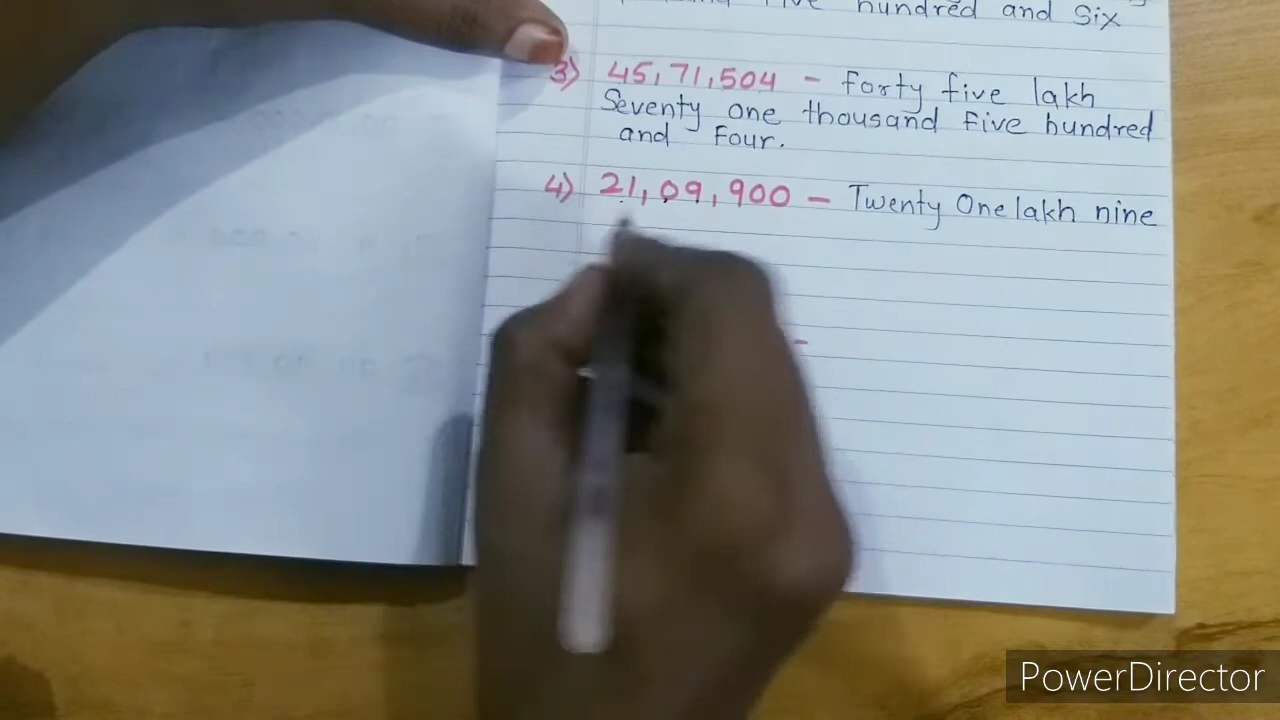 hundred and Six
3) 45,71,504 - forty five lakh
Seventy one thousand five hundred
and four.
4) 21,09,900 - Twenty One lakh nine
-
PowerDirector